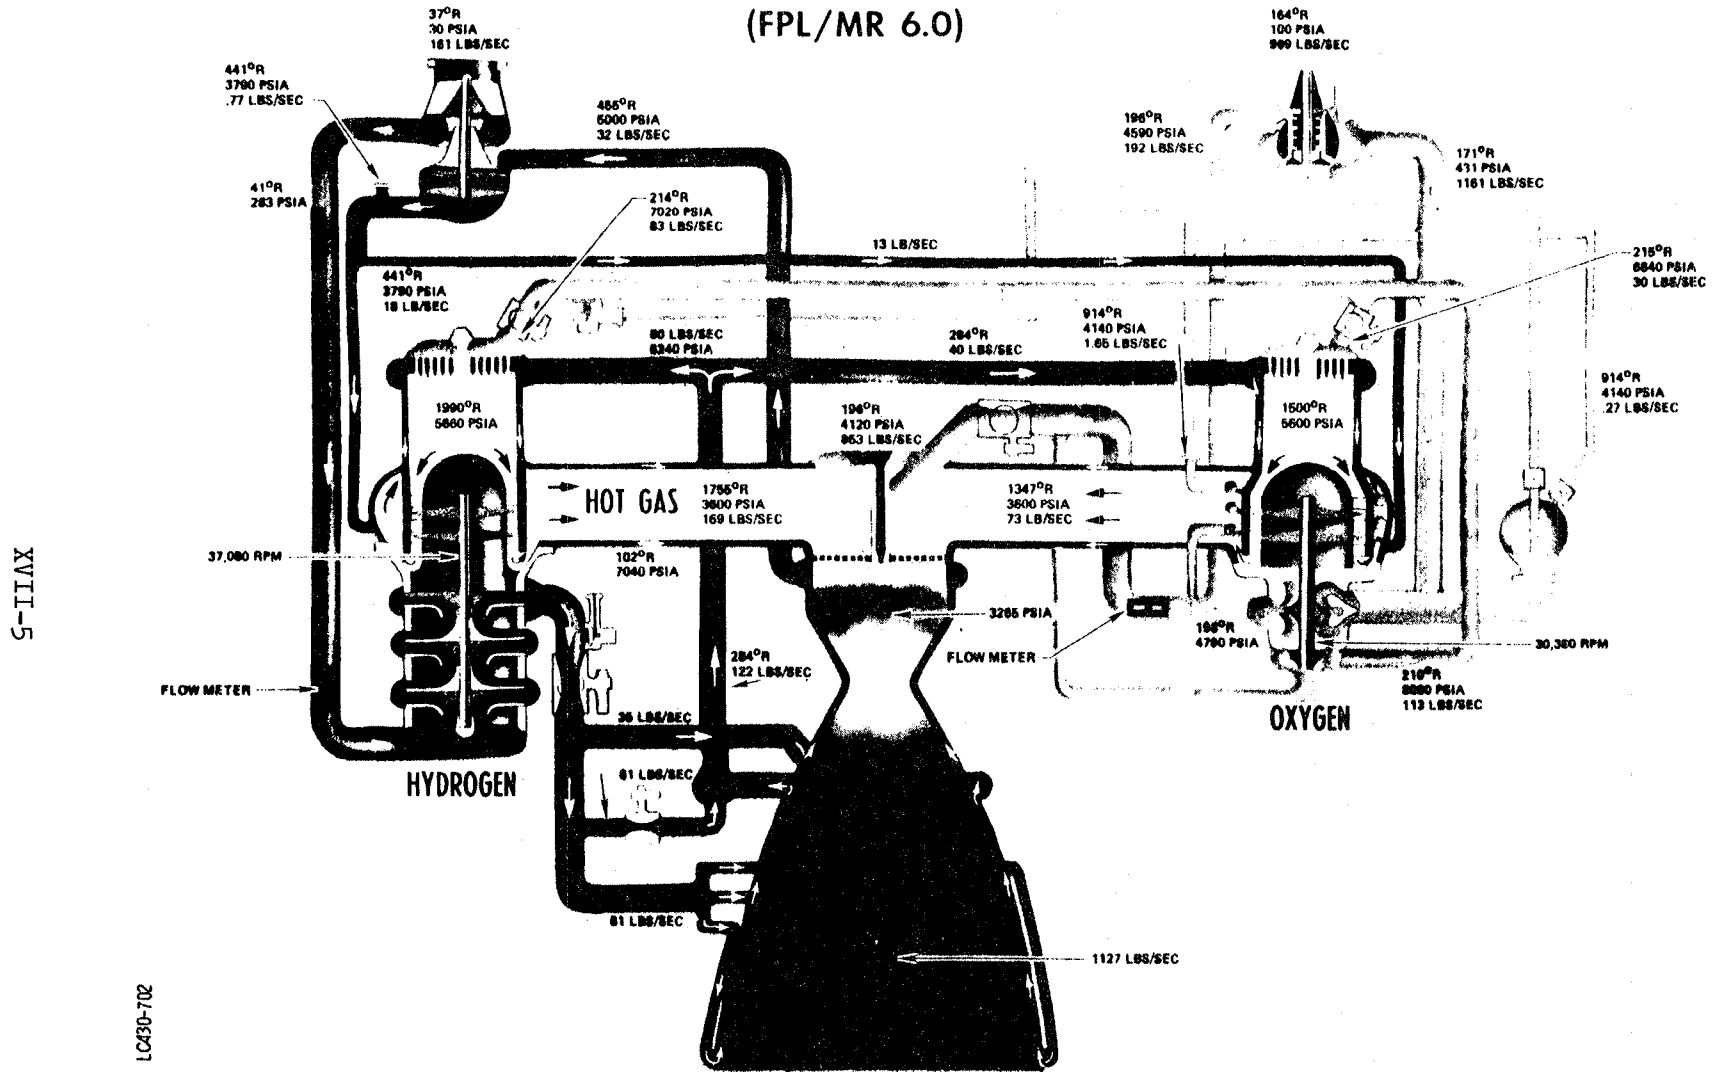 (FPL/MR 6.0)
37°R
30 PSIA
161 LBS/SEC
164°R
100 PSIA
969 LBS/SEC
441°R
3790 PSIA
.77 LBS/SEC
466°R
5000 PSIA
32 LBS/SEC
196°R
4590 PSIA
192 LBS/SEC
171°R
431 PSIA
1161 LBS/SEC
41°R
283 PSIA
214°R
7020 PSIA
83 LBS/SEC
13 LB/SEC
215°R
6840 PSIA
30 LBS/SEC
441°R
3790 PSIA
18 LB/SEC
86 LBS/SEC
6340 PSIA
284°R
40 LBS/SEC
914°R
4140 PSIA
1.65 LBS/SEC
914°R
4140 PSIA
.27 LBS/SEC
1990°R
5660 PSIA
196°R
4120 PSIA
863 LBS/SEC
1500°R
5600 PSIA
HOT GAS
1755°R
3600 PSIA
169 LBS/SEC
1347°R
3600 PSIA
73 LB/SEC
37,080 RPM
102°R
7040 PSIA
3265 PSIA
FLOW METER
198°R
4790 PSIA
30,380 RPM
284°R
122 LBS/SEC
210°R
PSIA
113 LBS/SEC
FLOW METER
36 LBS/SEC
OXYGEN
HYDROGEN
61 LBS/SEC
61 LBS/SEC
1127 LBS/SEC
XVII-5
LC430-702